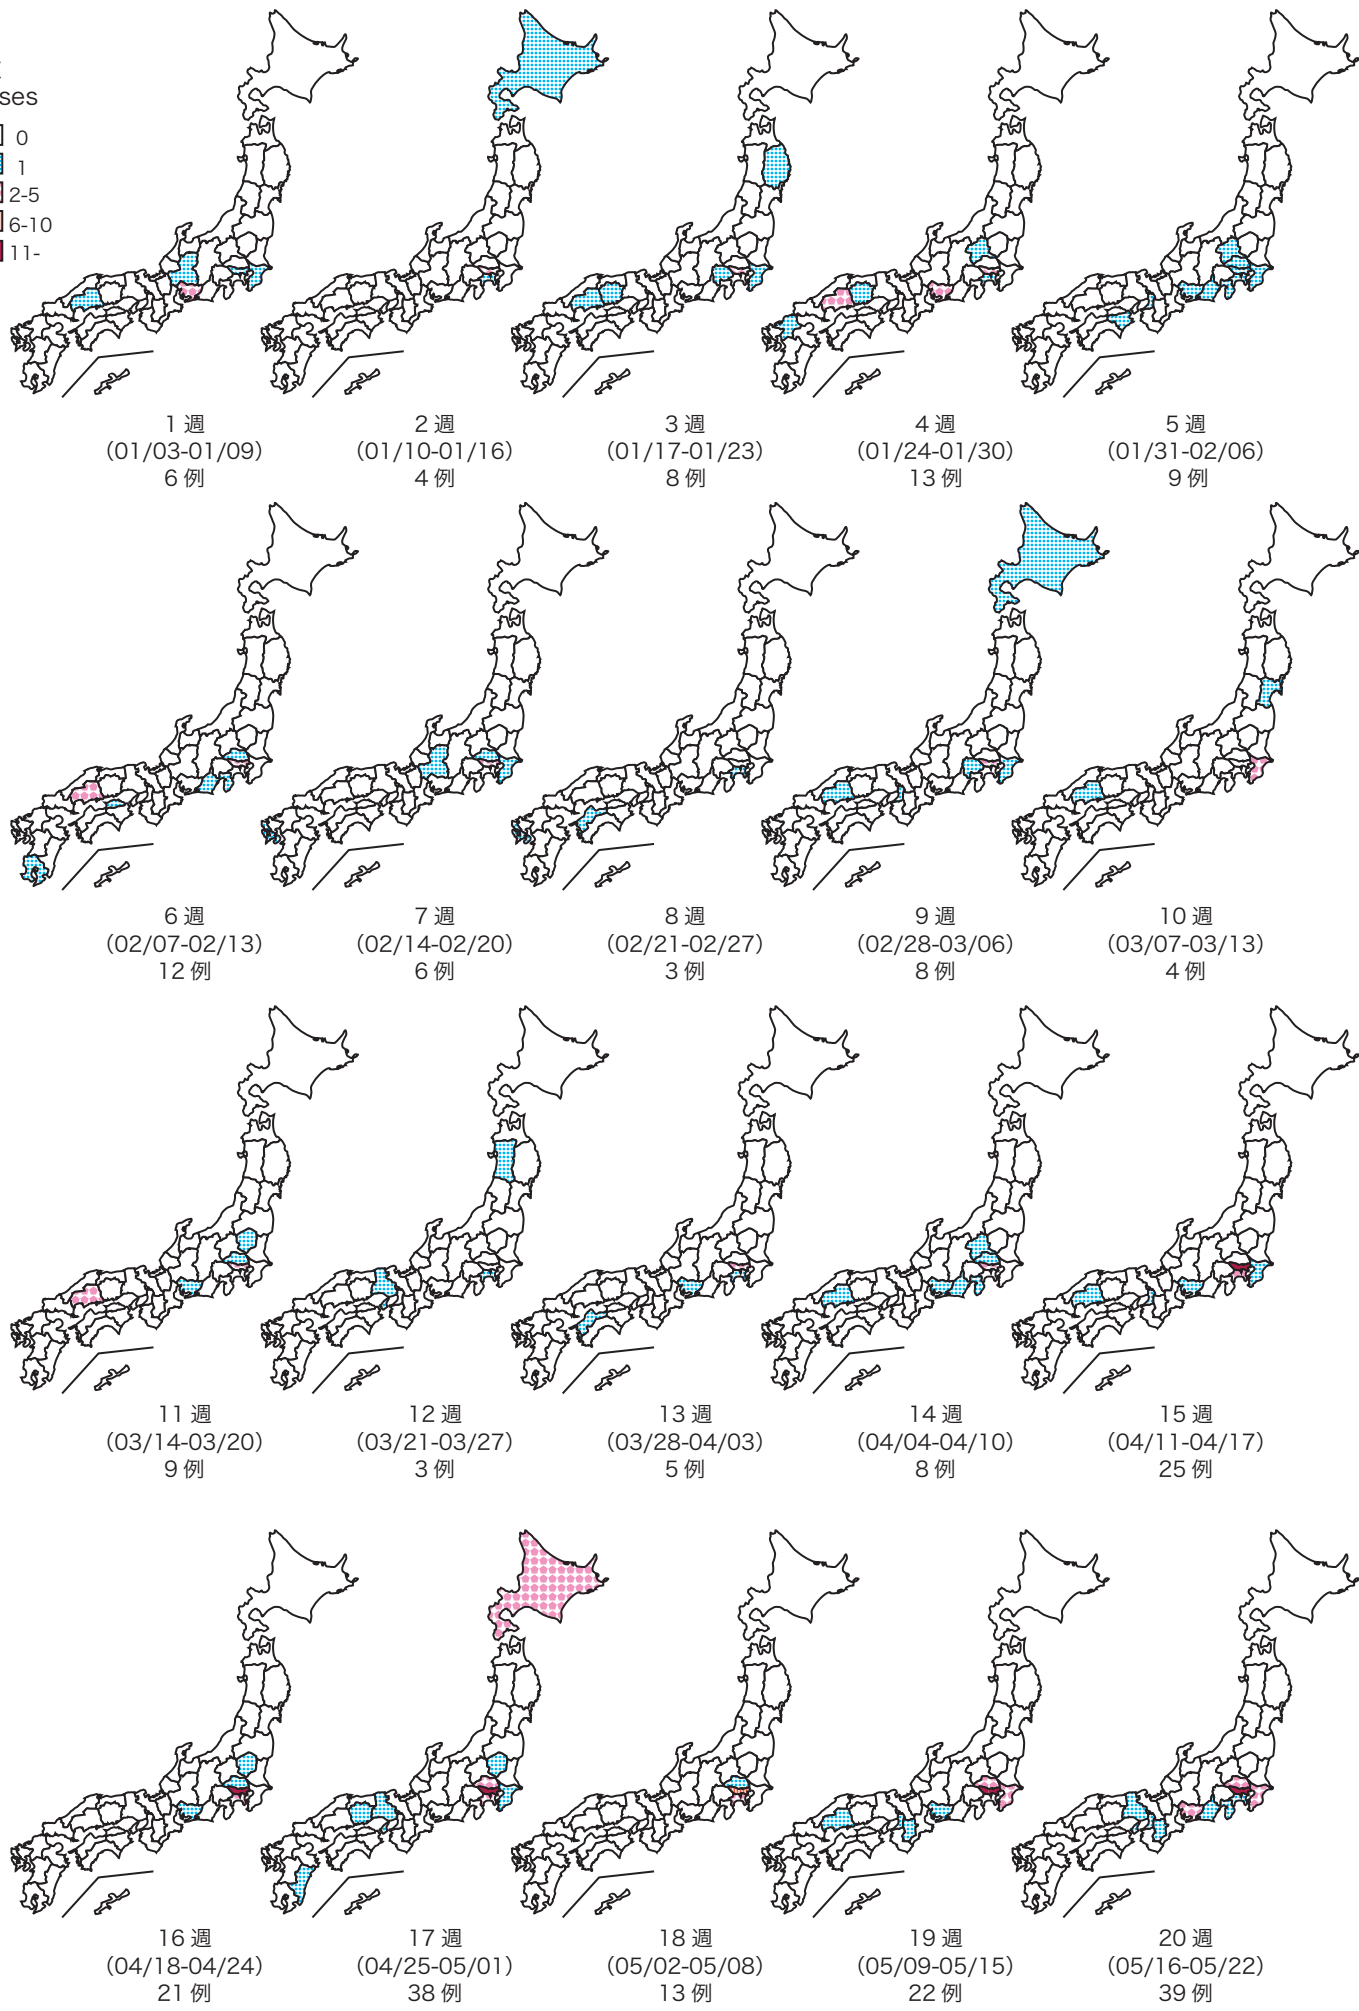 ses
0
1
2-5
6-10
11-
1 週
(01/03-01/09)
6 例
2 週
(01/10-01/16)
4 例
3 週
(01/17-01/23)
8 例
4 週
(01/24-01/30)
13 例
5 週
(01/31-02/06)
9 例
6 週
(02/07-02/13)
12 例
7 週
(02/14-02/20)
6 例
8 週
(02/21-02/27)
3 例
9 週
(02/28-03/06)
8 例
10 週
(03/07-03/13)
4 例
11 週
(03/14-03/20)
9 例
12 週
(03/21-03/27)
3 例
13 週
(03/28-04/03)
5 例
14 週
(04/04-04/10)
8 例
15 週
(04/11-04/17)
25 例
16 週
(04/18-04/24)
21 例
17 週
(04/25-05/01)
38 例
18 週
(05/02-05/08)
13 例
19 週
(05/09-05/15)
22 例
20 週
(05/16-05/22)
39 例